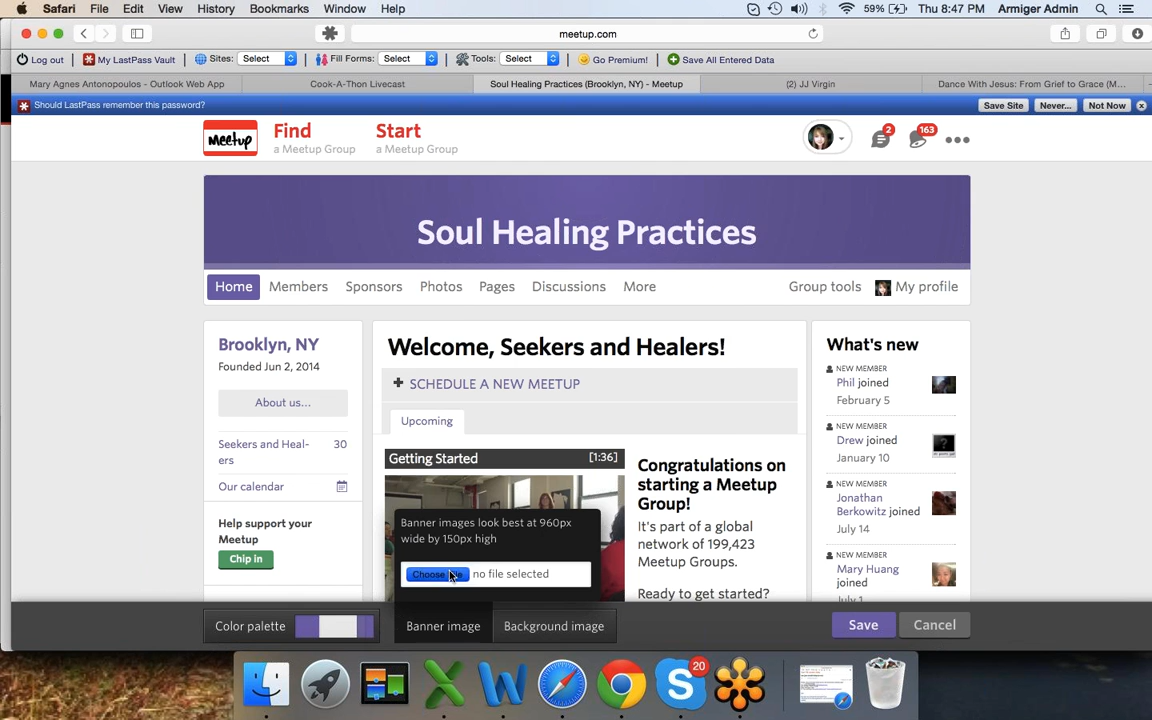 Safari File Edit View History Bookmarks Window Help 59% Thu 8:47 PM Armiger Admin
meetup.com
Log out My LastPass Vault Sites: Select Fill Forms: Select Tools: Select Go Premium! Save All Entered Data
Mary Agnes Antonopoulos - Outlook Web App Cook-A-Thon Livecast Soul Healing Practices (Brooklyn, NY) - Meetup (2) JJ Virgin Dance With Jesus: From Grief to Grace (M...
Should LastPass remember this password? Save Site Never... Not Now
Meetup Find Start 2 163
a Meetup Group a Meetup Group
Soul Healing Practices
Home Members Sponsors Photos Pages Discussions More Group tools My profile
Brooklyn, NY
Founded Jun 2, 2014
About us...
Seekers and Heal-
ers 30
Our calendar
Help support your
Meetup
Chip in
Welcome, Seekers and Healers!
+ SCHEDULE A NEW MEETUP
Upcoming
Getting Started [1:36]
Congratulations on
starting a Meetup
Group!
It's part of a global
network of 199,423
Meetup Groups.
Ready to get started?
Banner images look best at 960px
wide by 150px high
Choose no file selected
What's new
NEW MEMBER
Phil joined
February 5
NEW MEMBER
Drew joined
January 10
NEW MEMBER
Jonathan
Berkowitz joined
July 14
NEW MEMBER
Mary Huang
joined
July 1
Color palette Banner image Background image Save Cancel
20